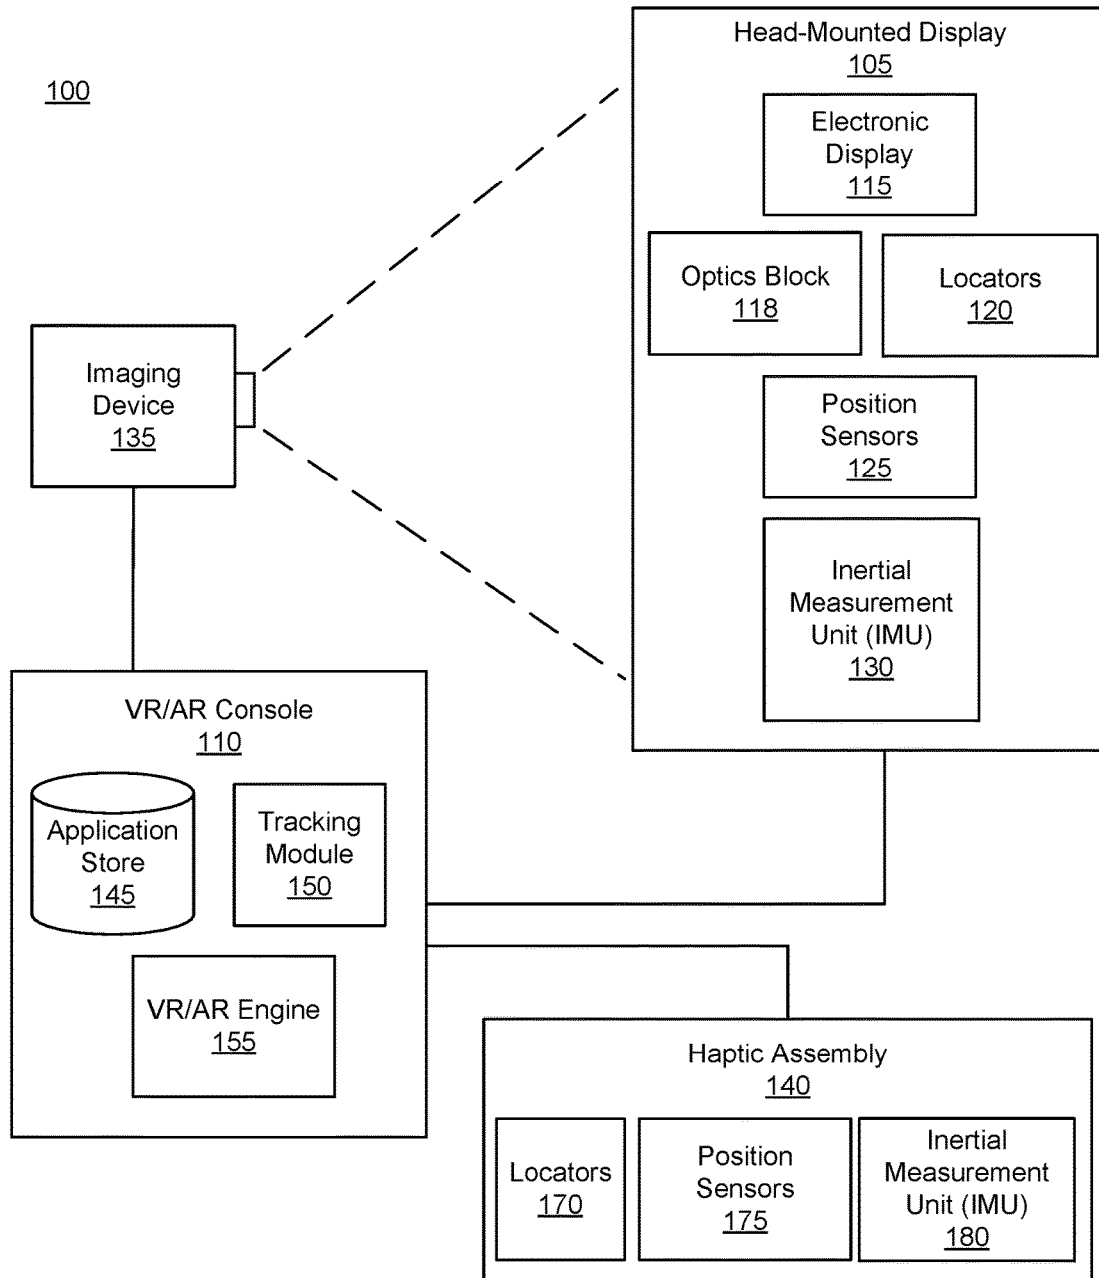 100
Head-Mounted Display
105
Electronic
Display
115
Optics Block
118
Locators
120
Position
Sensors
125
Inertial
Measurement
Unit (IMU)
130
Imaging
Device
135
VR/AR Console
110
Application
Store
145
Tracking
Module
150
VR/AR Engine
155
Haptic Assembly
140
Locators
170
Position
Sensors
175
Inertial
Measurement
Unit (IMU)
180